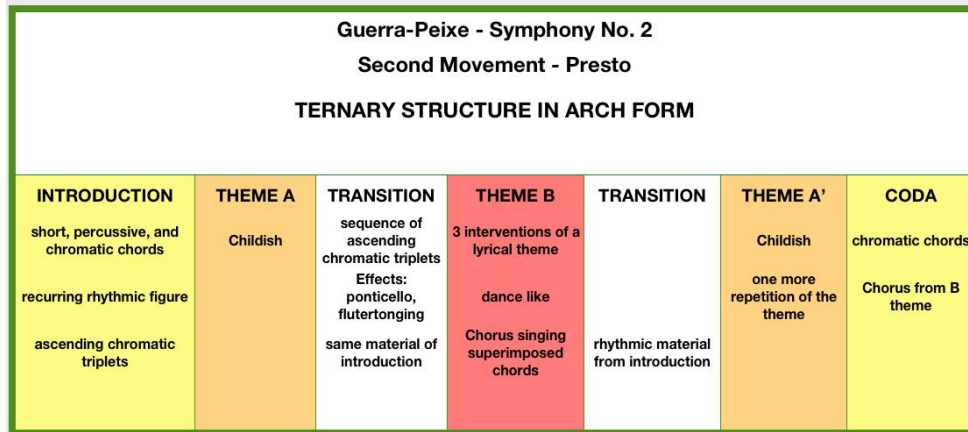 Guerra-Peixe - Symphony No. 2
Second Movement - Presto
TERNARY STRUCTURE IN ARCH FORM
INTRODUCTION
short, percussive, and
chromatic chords
recurring rhythmic figure
ascending chromatic
triplets
THEME A
Childish
TRANSITION
sequence of
ascending
chromatic triplets
Effects:
ponticello,
flutertonging
same material of
introduction
THEME B
3 interventions of a
lyrical theme
dance like
Chorus singing
superimposed
chords
TRANSITION
rhythmic material
from introduction
THEME A’
Childish
one more
repetition of the
theme
CODA
chromatic chords
Chorus from B
theme